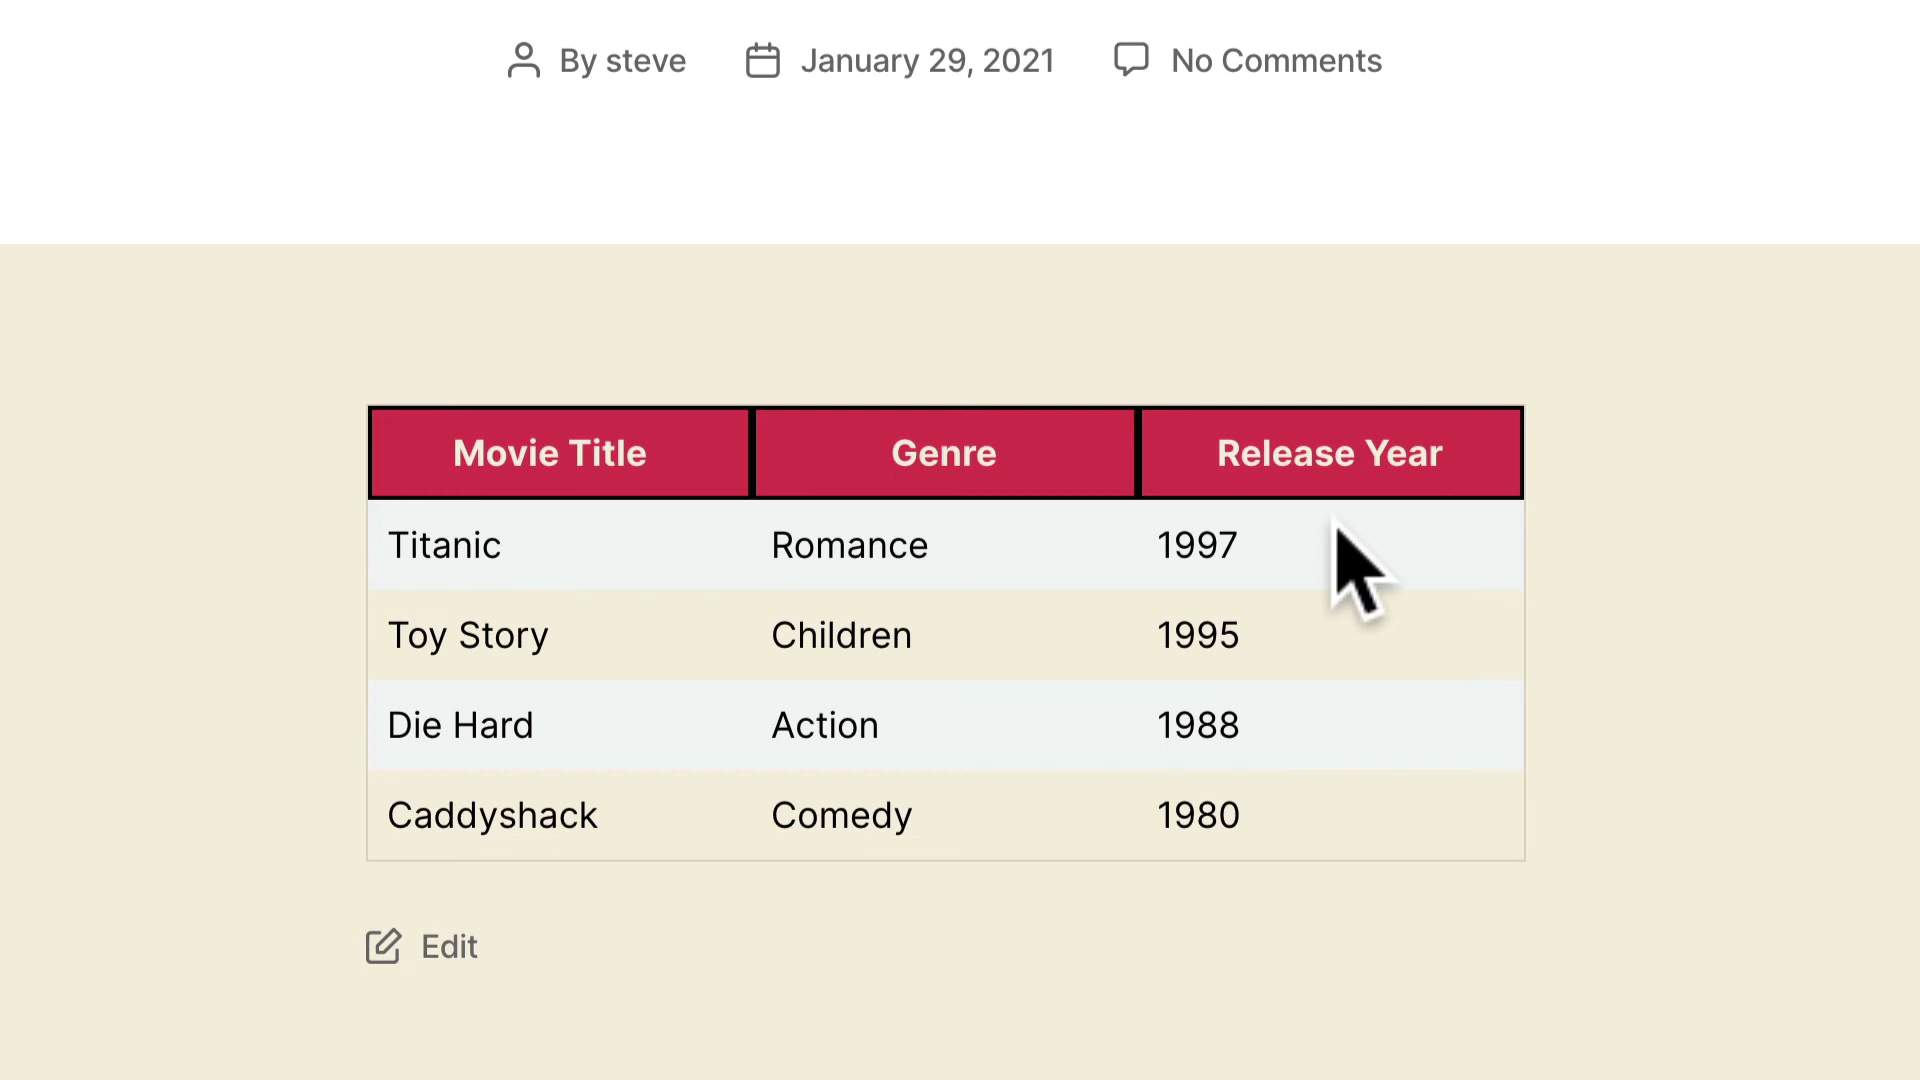 By steve January 29, 2021 No Comments
Movie Title Genre Release Year
Titanic Romance 1997
Toy Story Children 1995
Die Hard Action 1988
Caddyshack Comedy 1980
Edit